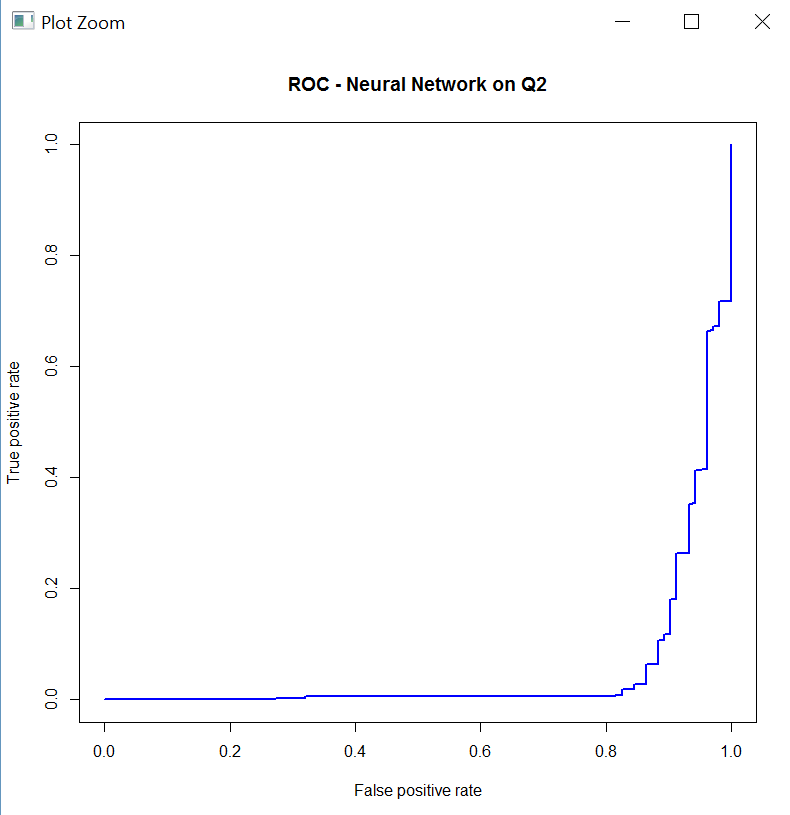 Plot Zoom
ROC - Neural Network on Q2
True positive rate
1.0
0.8
0.6
0.4
0.2
0.0
0.0 0.2 0.4 0.6 0.8 1.0
False positive rate